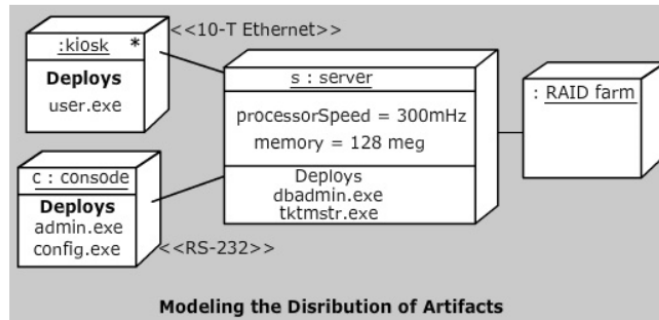 <<10-T Ethernet>>
:kiosk *
Deploys
user.exe
s : server
processorSpeed = 300mHz
memory = 128 meg
Deploys
dbadmin.exe
tktmstr.exe
: RAID farm
c : consode
Deploys
admin.exe
config.exe
<<RS-232>>
Modeling the Disribution of Artifacts